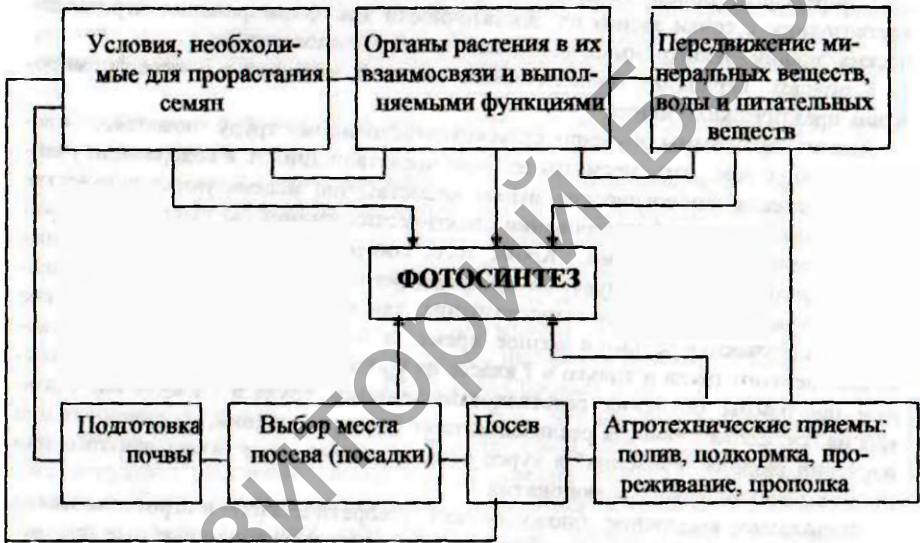 Условия, необходи-
мые для прорастания
семян
Органы растения в их
взаимосвязи и выпол-
няемыми функциями
Передвижение ми-
неральных веществ,
воды и питательных
веществ
ФОТОСИНТЕЗ
Подготовка
почвы
Выбор места
посева (посадки)
Посев
Агротехнические приемы:
полив, подкормка, про-
реживание, прополка